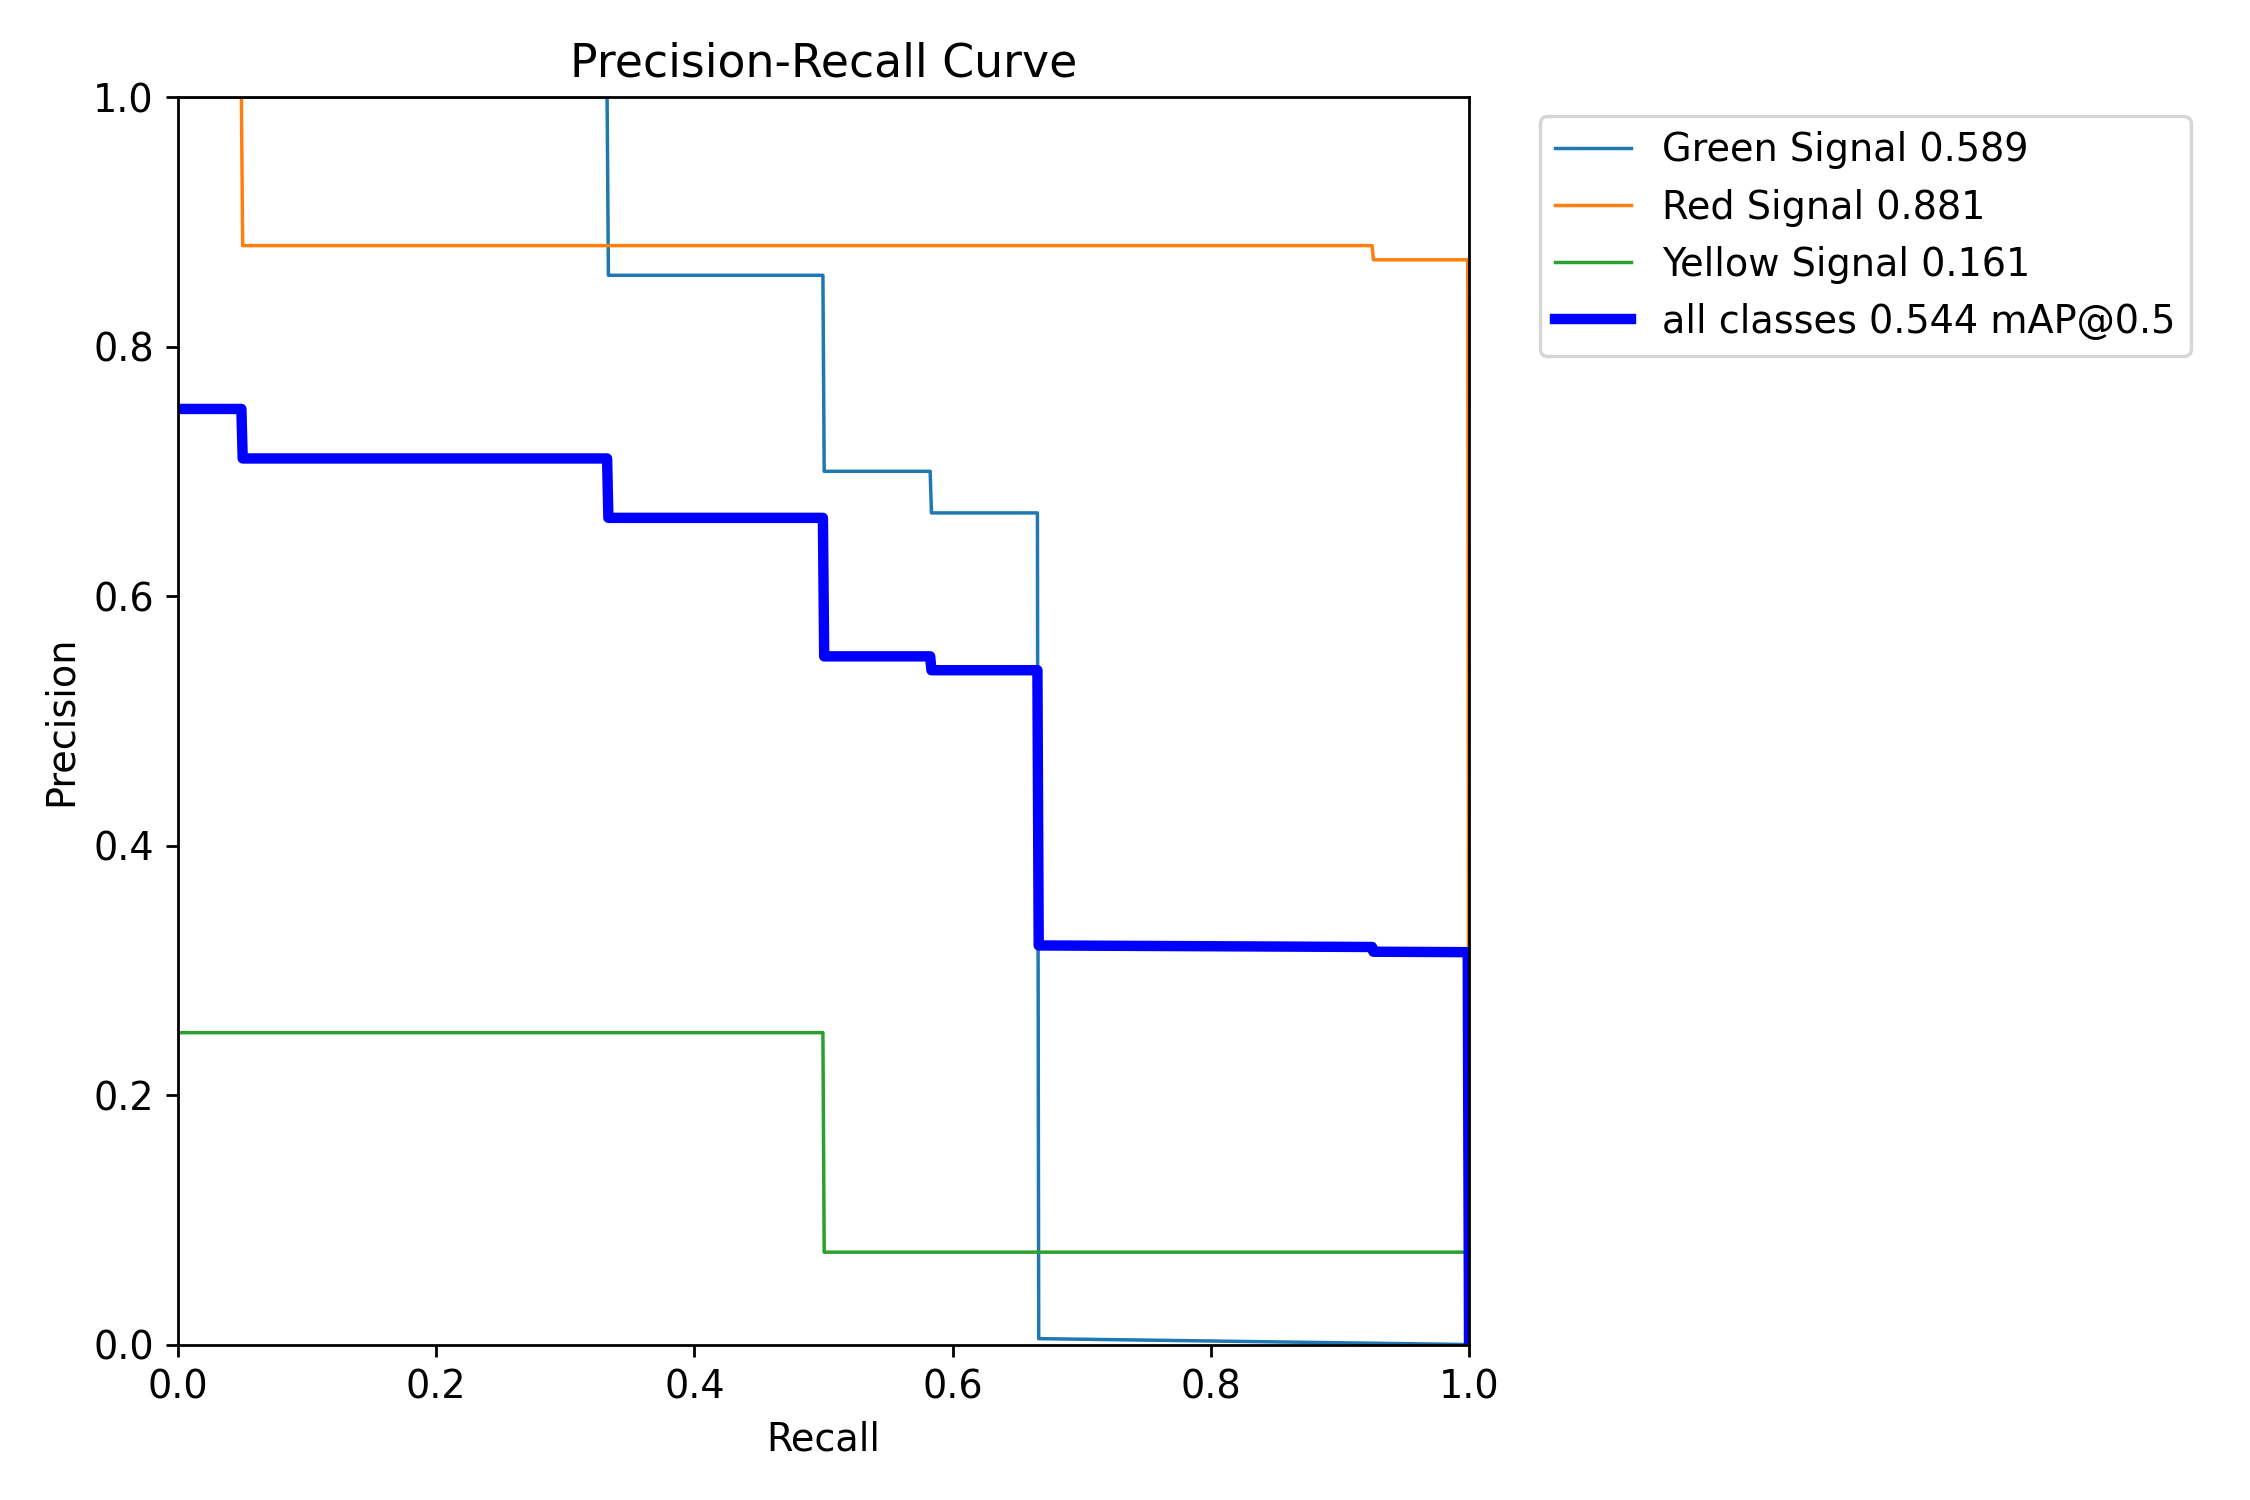 Precision-Recall Curve
1.0
0.8
0.6
0.4
0.2
0.0
Precision
0.0 0.2 0.4 0.6 0.8 1.0
Recall
Green Signal 0.589
Red Signal 0.881
Yellow Signal 0.161
all classes 0.544 mAP@0.5